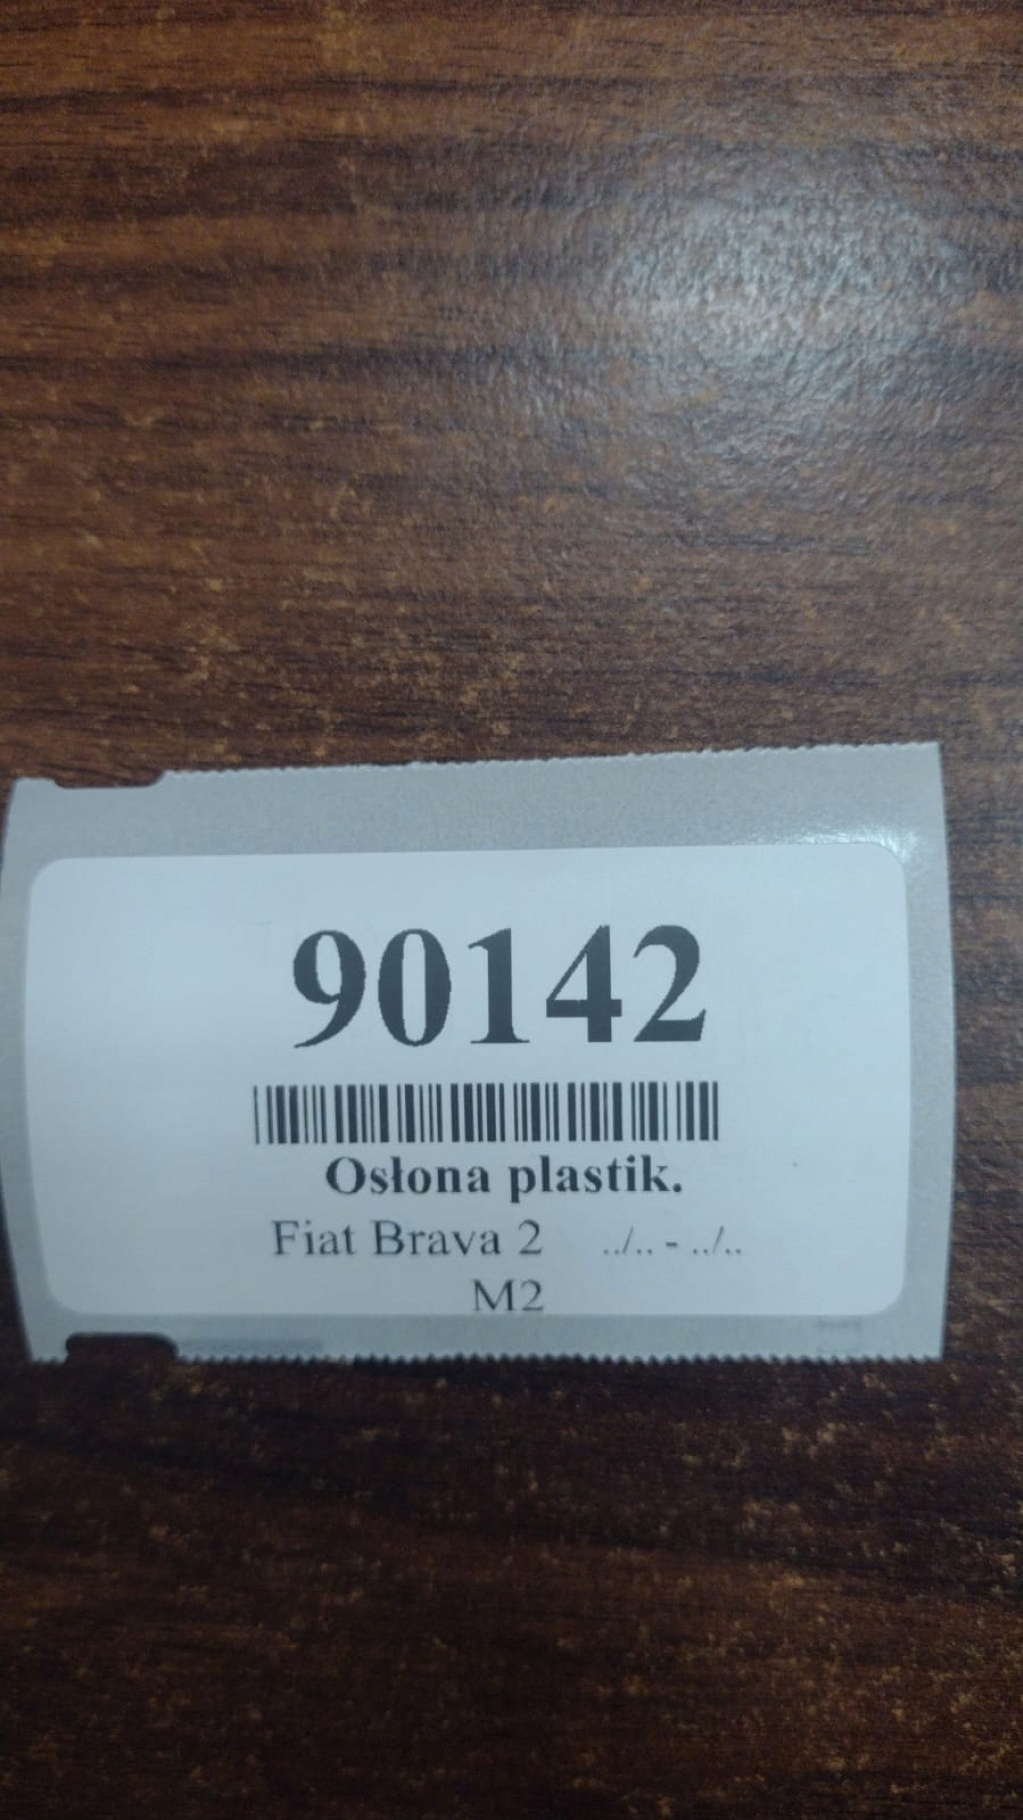 90142
Osłona plastik.
Fiat Brava 2 ../.. - ../..
M2